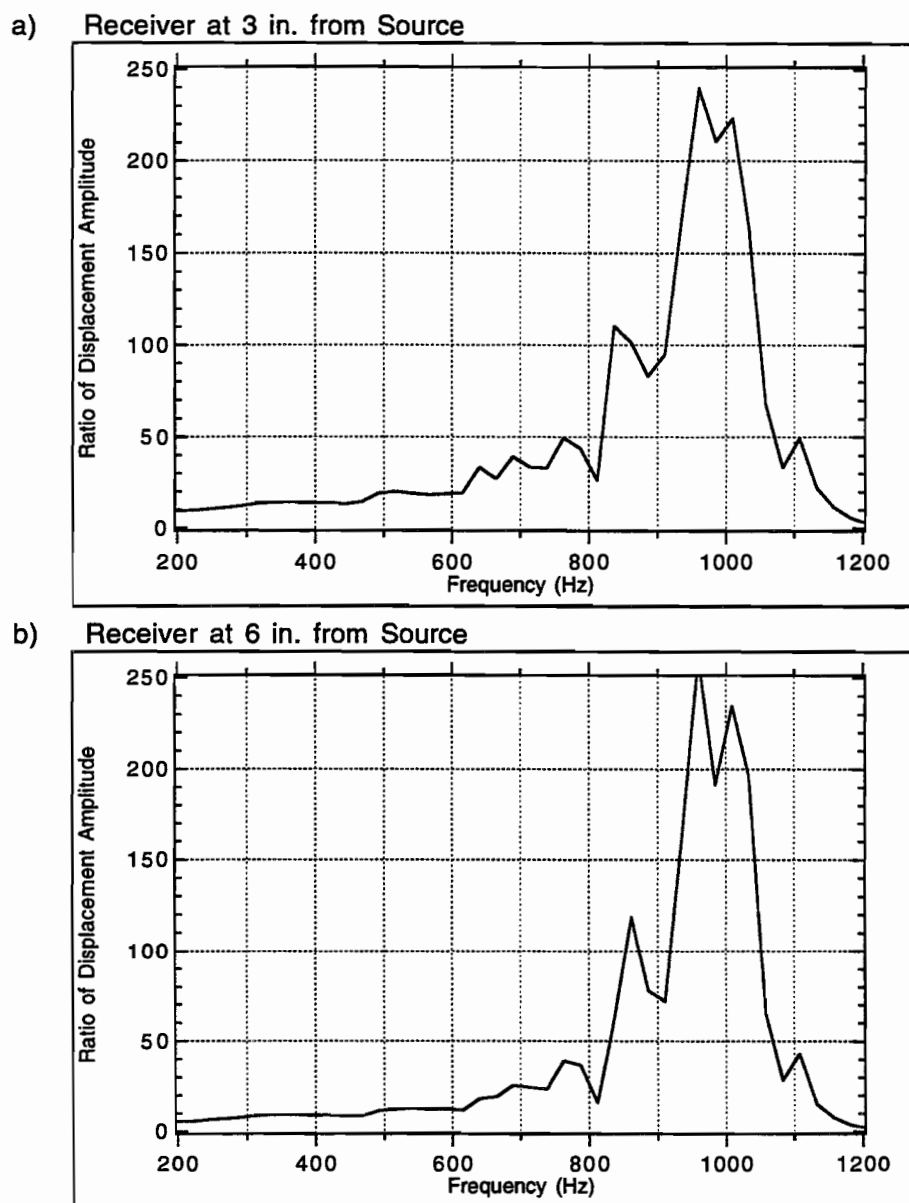 a) Receiver at 3 in. from Source
250
200
150
100
50
0
Ratio of Displacement Amplitude
200 400 600 800 1000 1200
Frequency (Hz)
b) Receiver at 6 in. from Source
250
200
150
100
50
0
Ratio of Displacement Amplitude
200 400 600 800 1000 1200
Frequency (Hz)